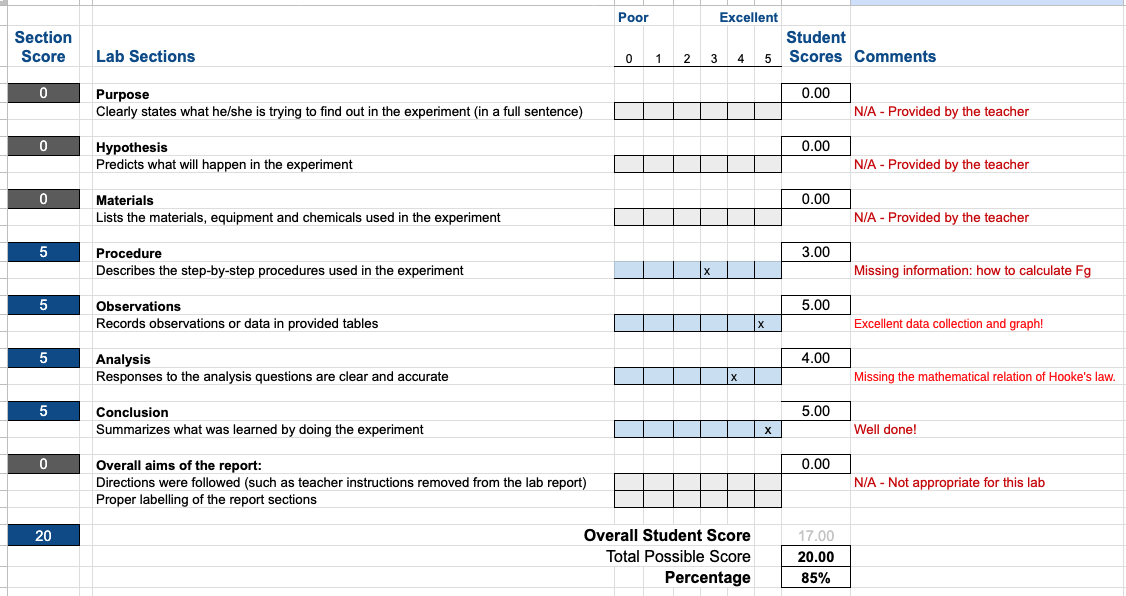 Poor Excellent
Section Score Lab Sections 0 1 2 3 4 5 Student Scores Comments
0 Purpose 0.00
Clearly states what he/she is trying to find out in the experiment (in a full sentence) N/A - Provided by the teacher
0 Hypothesis 0.00
Predicts what will happen in the experiment N/A - Provided by the teacher
0 Materials 0.00
Lists the materials, equipment and chemicals used in the experiment N/A - Provided by the teacher
5 Procedure 3.00
Describes the step-by-step procedures used in the experiment x Missing information: how to calculate Fg
5 Observations 5.00
Records observations or data in provided tables x Excellent data collection and graph!
5 Analysis 4.00
Responses to the analysis questions are clear and accurate x Missing the mathematical relation of Hooke's law.
5 Conclusion 5.00
Summarizes what was learned by doing the experiment x Well done!
0 Overall aims of the report: 0.00
Directions were followed (such as teacher instructions removed from the lab report) N/A - Not appropriate for this lab
Proper labelling of the report sections
20 Overall Student Score 17.00
Total Possible Score 20.00
Percentage 85%